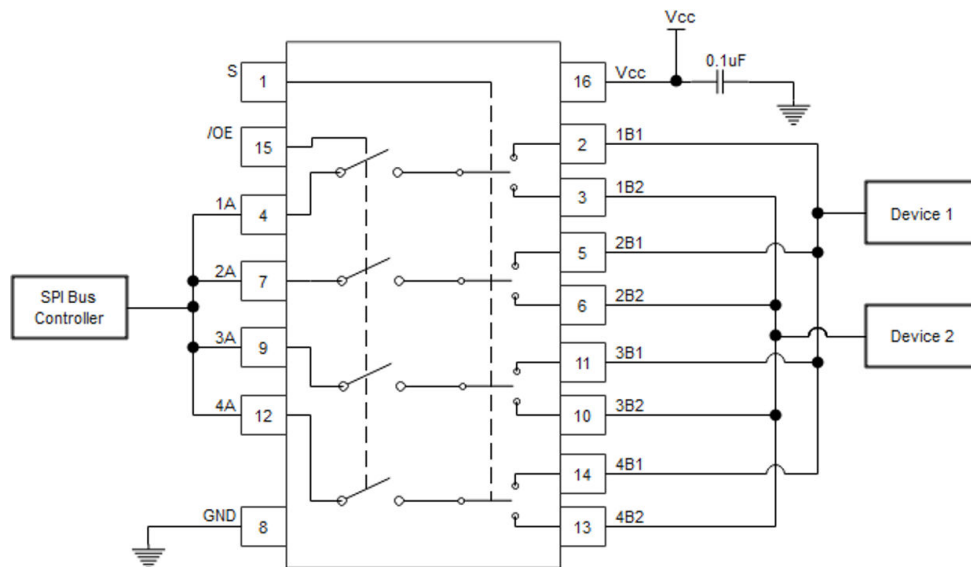 Vcc
0.1uF
S
1
16
Vcc
/OE
15
2
1B1
1A
4
3
1B2
Device 1
2A
7
5
2B1
SPI Bus
Controller
6
2B2
Device 2
3A
9
11
3B1
4A
12
10
3B2
14
4B1
GND
8
13
4B2